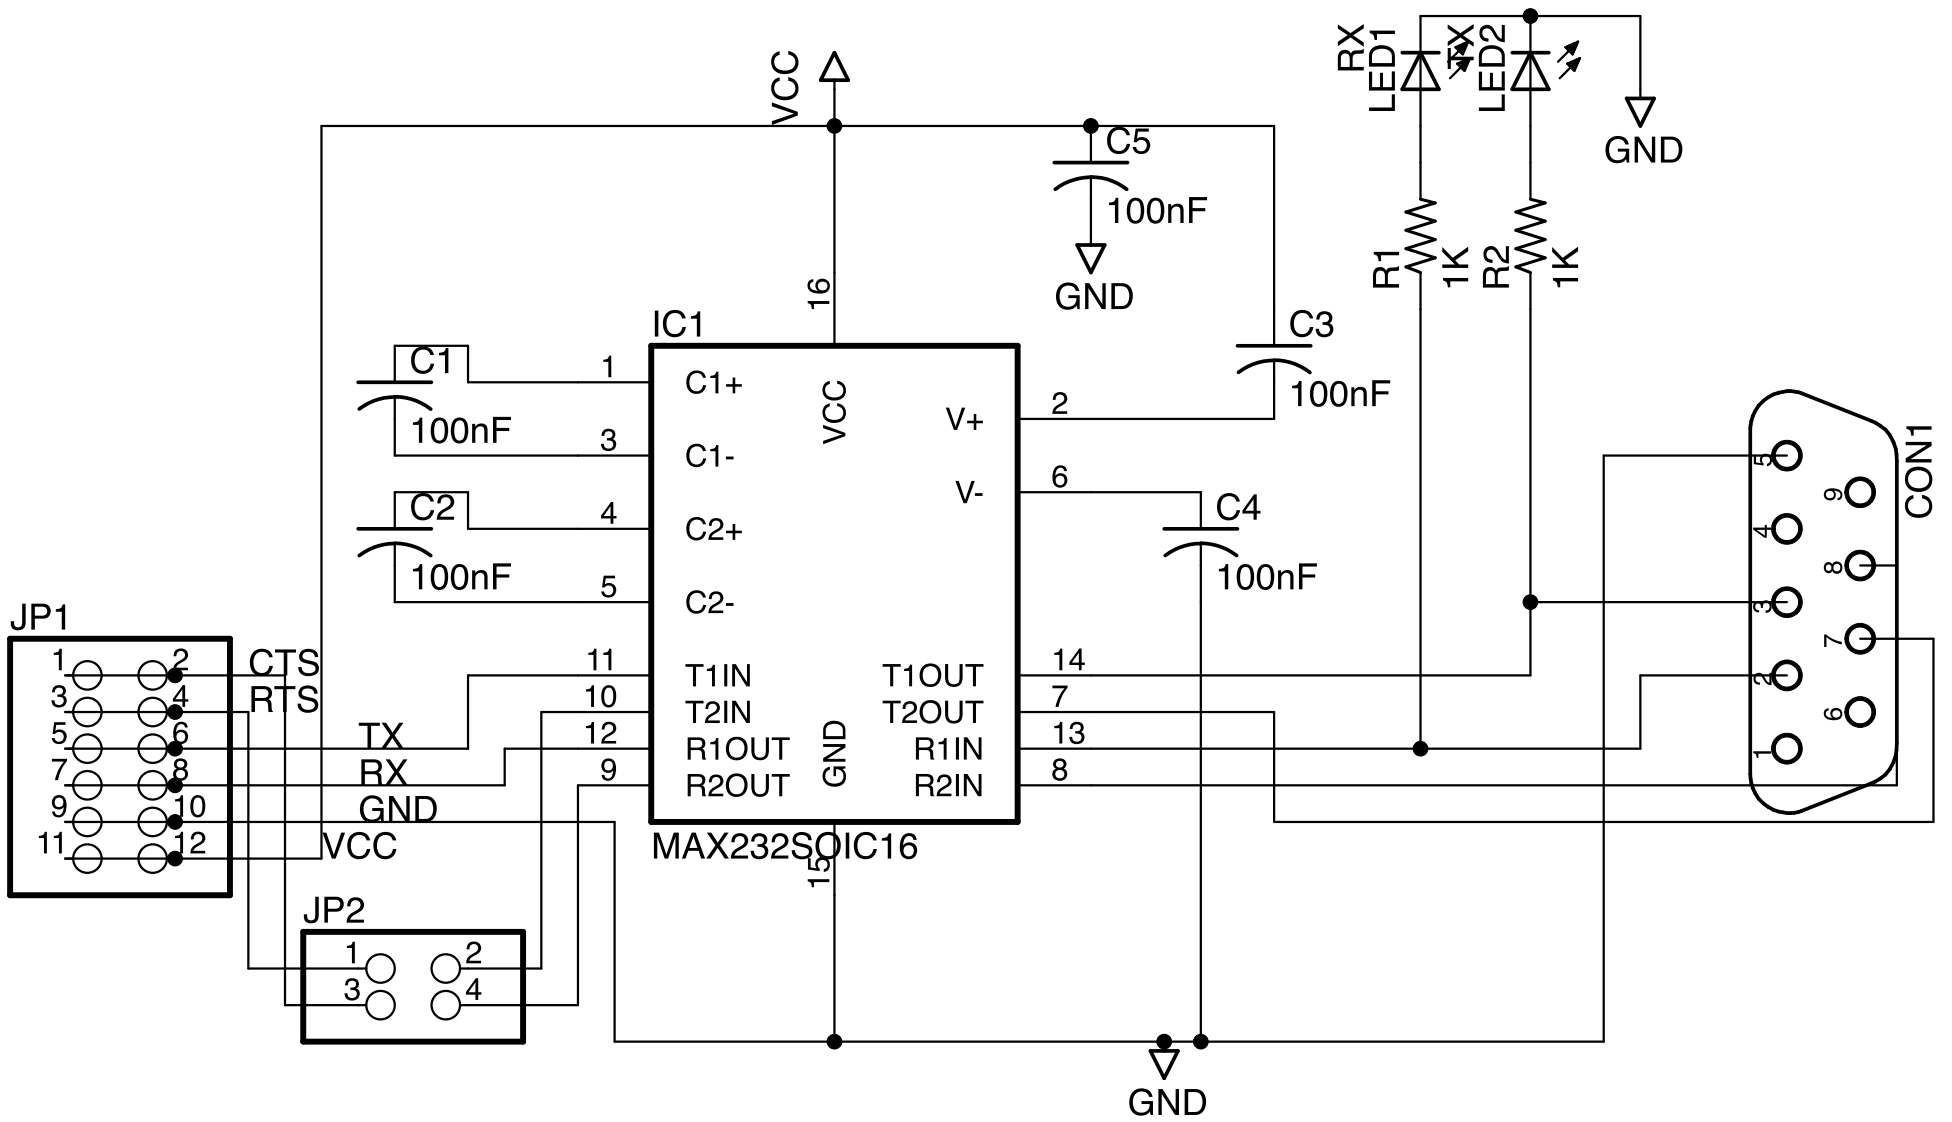 RX
LED1
TX
LED2
GND
VCC
C5
100nF
GND
R1
1K
R2
1K
16
IC1
C3
100nF
C1
100nF
1
3
C1+
C1-
VCC
V+
2
C2
100nF
4
5
C2+
C2-
V-
6
C4
100nF
CON1
5
9
4
8
3
7
2
6
1
JP1
1 2 CTS
3 4 RTS
5 6 TX
7 8 RX
9 10 GND
11 12 VCC
11 T1IN T1OUT 14
10 T2IN T2OUT 7
12 R1OUT R1IN 13
9 R2OUT R2IN 8
GND
MAX232SOIC16
15
JP2
1 2
3 4
GND